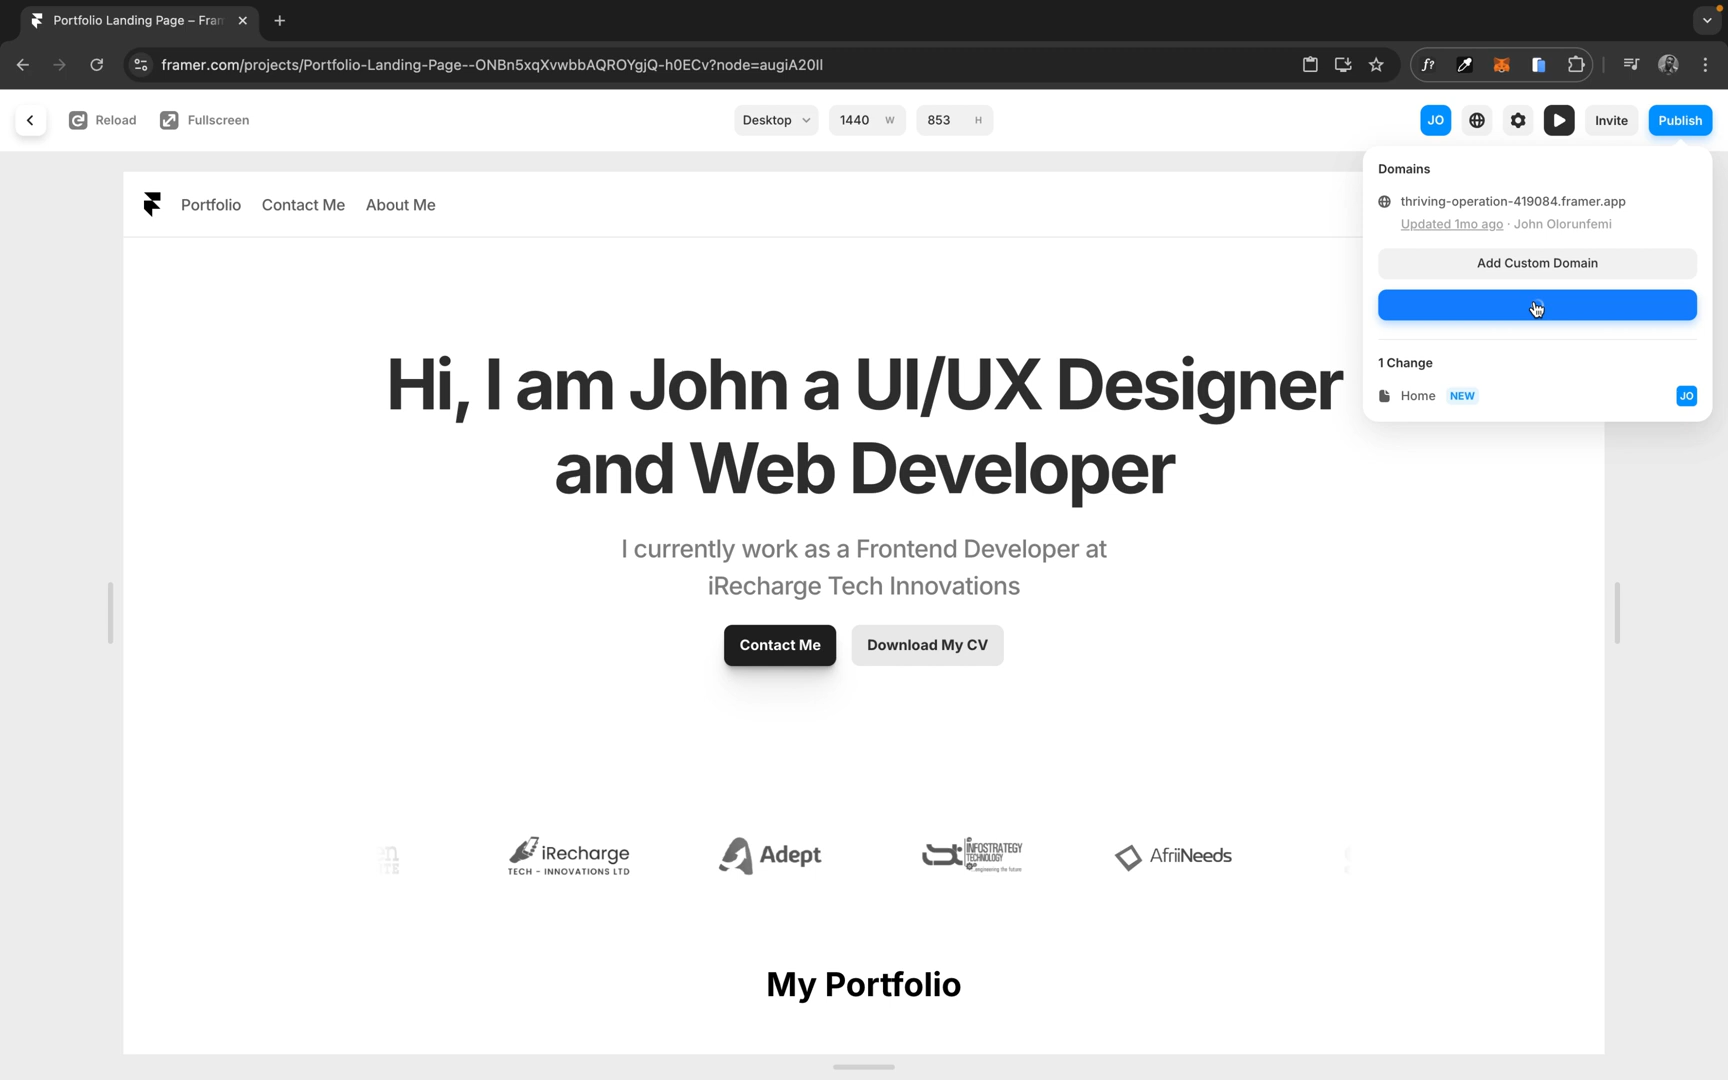 Portfolio Landing Page – Fran
framer.com/projects/Portfolio-Landing-Page--ONBn5xqXvwbbAQROYgjQ-h0ECv?node=augiA20Il
Reload
Fullscreen
Desktop
1440 W
853 H
JO
Invite
Publish
Domains
thriving-operation-419084.framer.app
Updated 1mo ago · John Olorunfemi
Add Custom Domain
1 Change
Home NEW JO
Portfolio
Contact Me
About Me
Hi, I am John a UI/UX Designer
and Web Developer
I currently work as a Frontend Developer at
iRecharge Tech Innovations
Contact Me
Download My CV
iRecharge
TECH - INNOVATIONS LTD
Adept
INFOSTRATEGY
TECHNOLOGY
...engineering the future
AfriiNeeds
My Portfolio